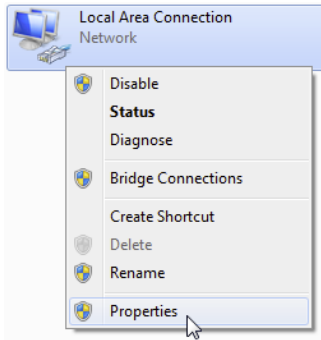 Local Area Connection
Network
Disable
Status
Diagnose
Bridge Connections
Create Shortcut
Delete
Rename
Properties